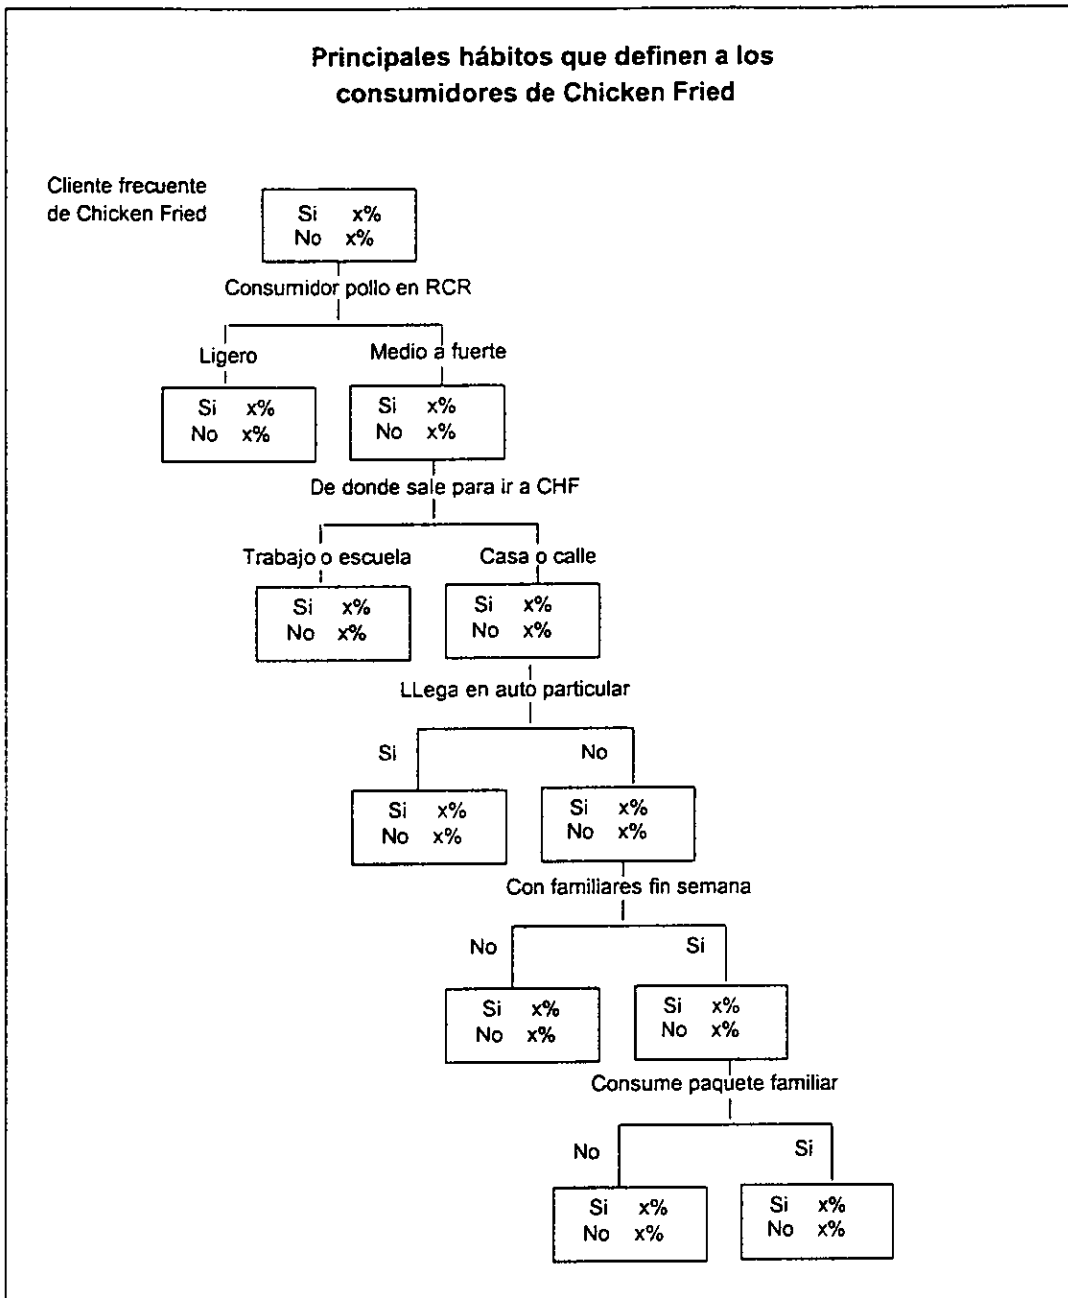 Principales hábitos que definen a los
consumidores de Chicken Fried
Cliente frecuente
de Chicken Fried
Si x%
No x%
Consumidor pollo en RCR
Ligero
Medio a fuerte
Si x%
No x%
Si x%
No x%
De donde sale para ir a CHF
Trabajo o escuela
Casa o calle
Si x%
No x%
Si x%
No x%
LLega en auto particular
Si
No
Si x%
No x%
Si x%
No x%
Con familiares fin semana
No
Si
Si x%
No x%
Si x%
No x%
Consume paquete familiar
No
Si
Si x%
No x%
Si x%
No x%